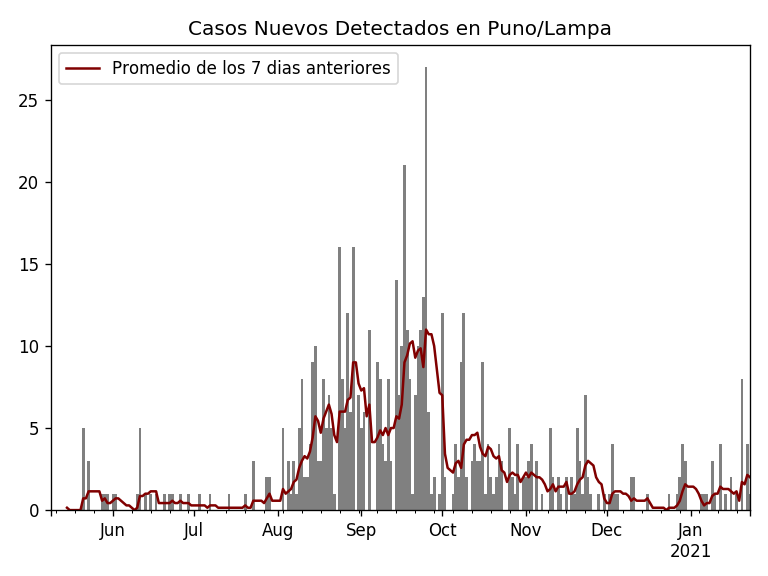 Casos Nuevos Detectados en Puno/Lampa
Promedio de los 7 dias anteriores
25
20
15
10
5
0
Jun Jul Aug Sep Oct Nov Dec Jan
2021